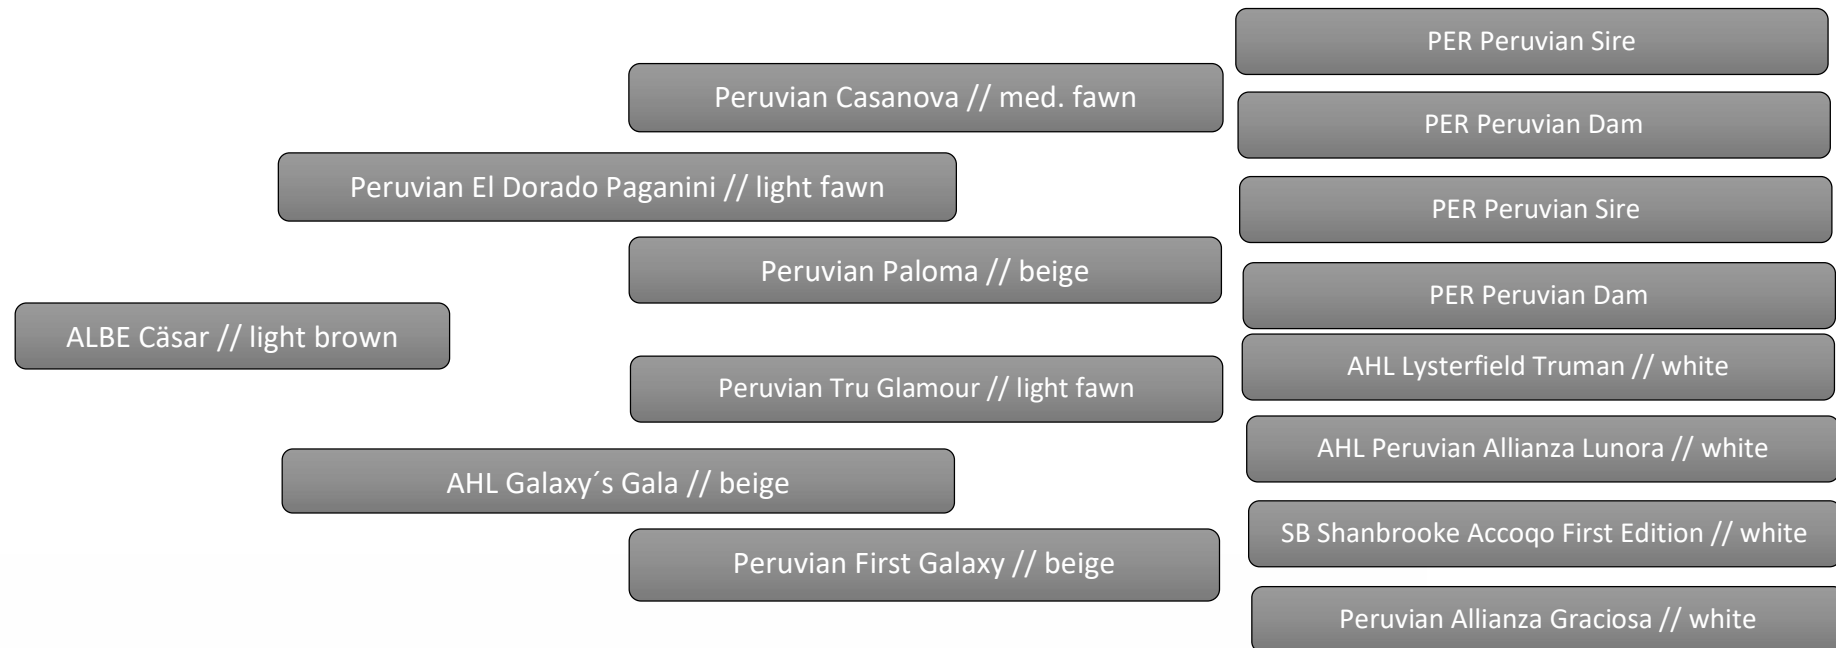 PER Peruvian Sire
Peruvian Casanova // med. fawn
PER Peruvian Dam
Peruvian El Dorado Paganini // light fawn
PER Peruvian Sire
Peruvian Paloma // beige
PER Peruvian Dam
ALBE Cäsar // light brown
AHL Lysterfield Truman // white
Peruvian Tru Glamour // light fawn
AHL Peruvian Allianza Lunora // white
AHL Galaxy´s Gala // beige
SB Shanbrooke Accoqo First Edition // white
Peruvian First Galaxy // beige
Peruvian Allianza Graciosa // white